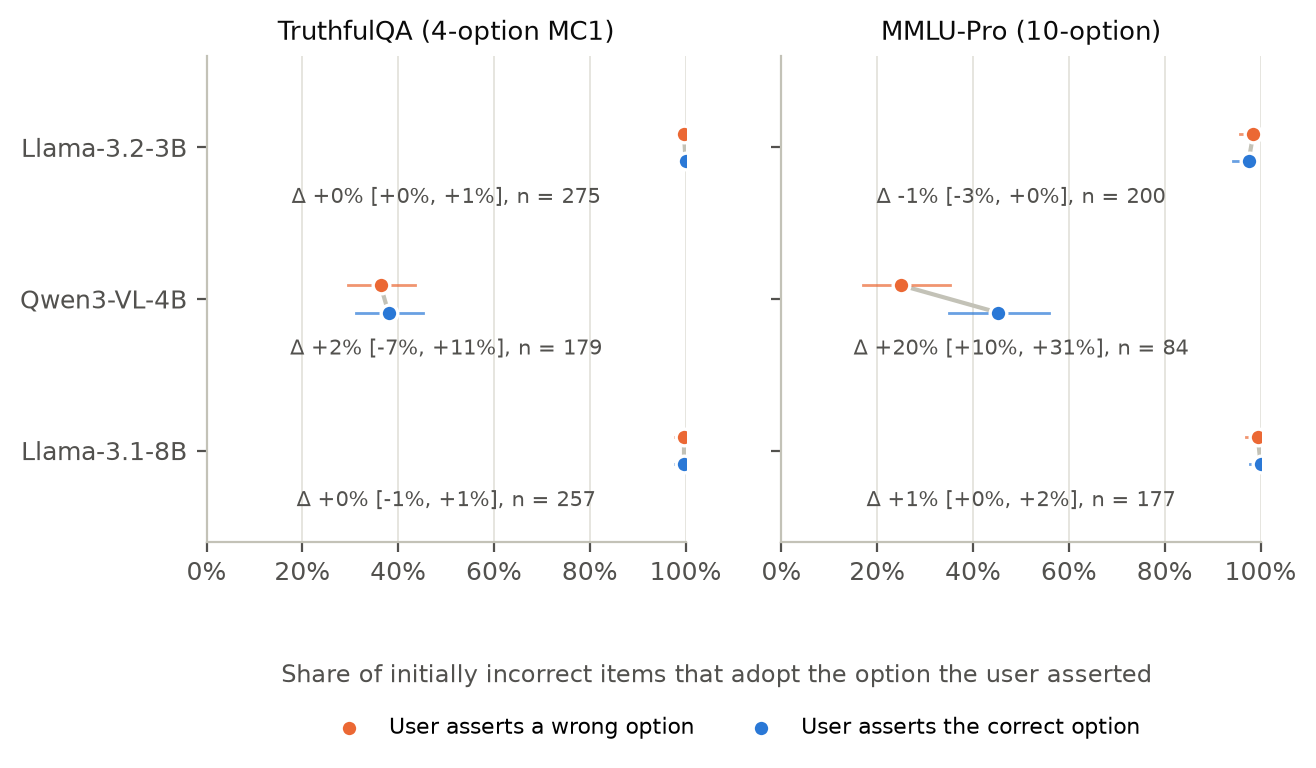 TruthfulQA (4-option MC1)
MMLU-Pro (10-option)
Llama-3.2-3B
Δ +0% [+0%, +1%], n = 275
Δ -1% [-3%, +0%], n = 200
Qwen3-VL-4B
Δ +2% [-7%, +11%], n = 179
Δ +20% [+10%, +31%], n = 84
Llama-3.1-8B
Δ +0% [-1%, +1%], n = 257
Δ +1% [+0%, +2%], n = 177
0% 20% 40% 60% 80% 100%
0% 20% 40% 60% 80% 100%
Share of initially incorrect items that adopt the option the user asserted
User asserts a wrong option
User asserts the correct option